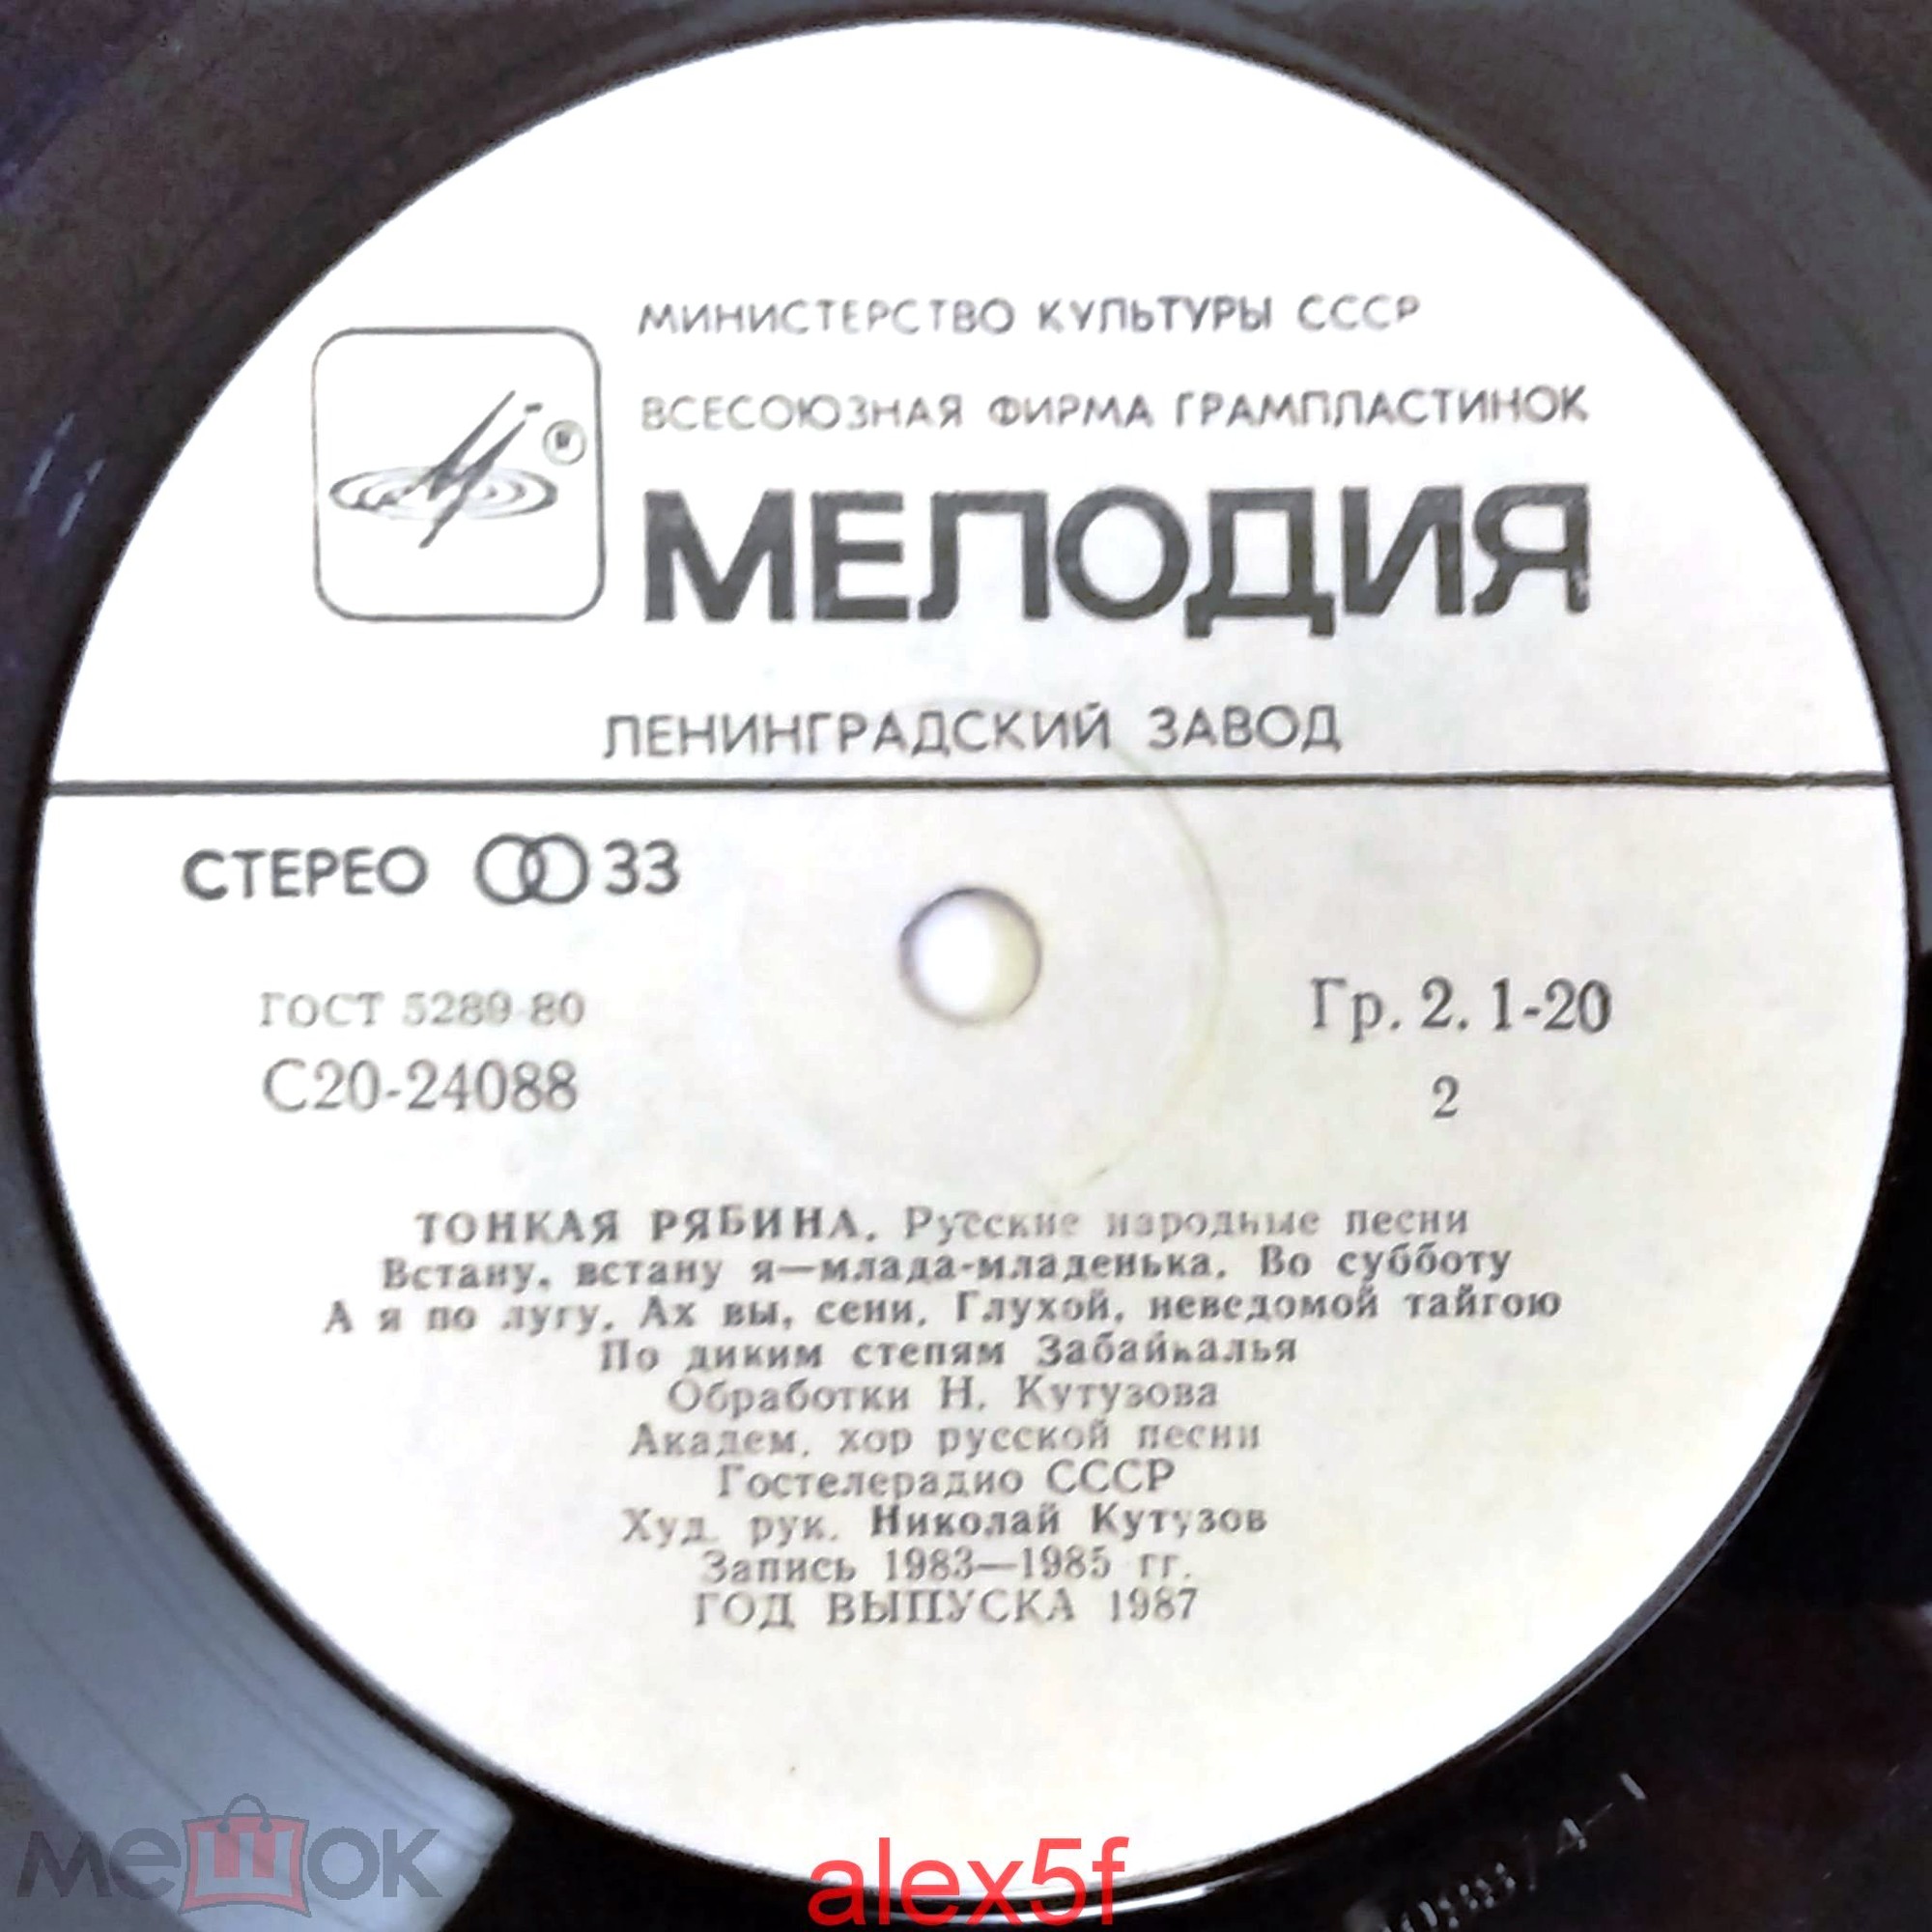 МИНИСТЕРСТВО КУЛЬТУРЫ СССР
ВСЕСОЮЗНАЯ ФИРМА ГРАМПЛАСТИНОК
МЕЛОДИЯ
ЛЕНИНГРАДСКИЙ ЗАВОД
СТЕРЕО 33
ГОСТ 5289-80
Гр. 2. 1-20
С20-24088
2
ТОНКАЯ РЯБИНА. Русские народные песни
Встану, встану я—млада-младенька. Во субботу
А я по лугу. Ах вы, сени. Глухой, неведомой тайгою
По диким степям Забайкалья
Обработки Н. Кутузова
Академ. хор русской песни
Гостелерадио СССР
Худ. рук. Николай Кутузов
Запись 1983—1985 гг.
ГОД ВЫПУСКА 1987
мешок
alex5f